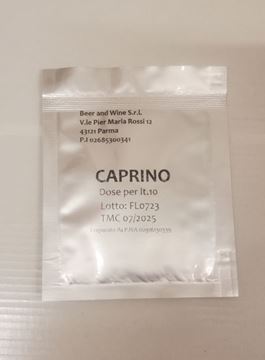 Beer and Wine S.r.l.
V.le Pier Maria Rossi 12
43121 Parma
P.I 02685300341
CAPRINO
Dose per lt.10
Lotto: FL0723
TMC 07/2025